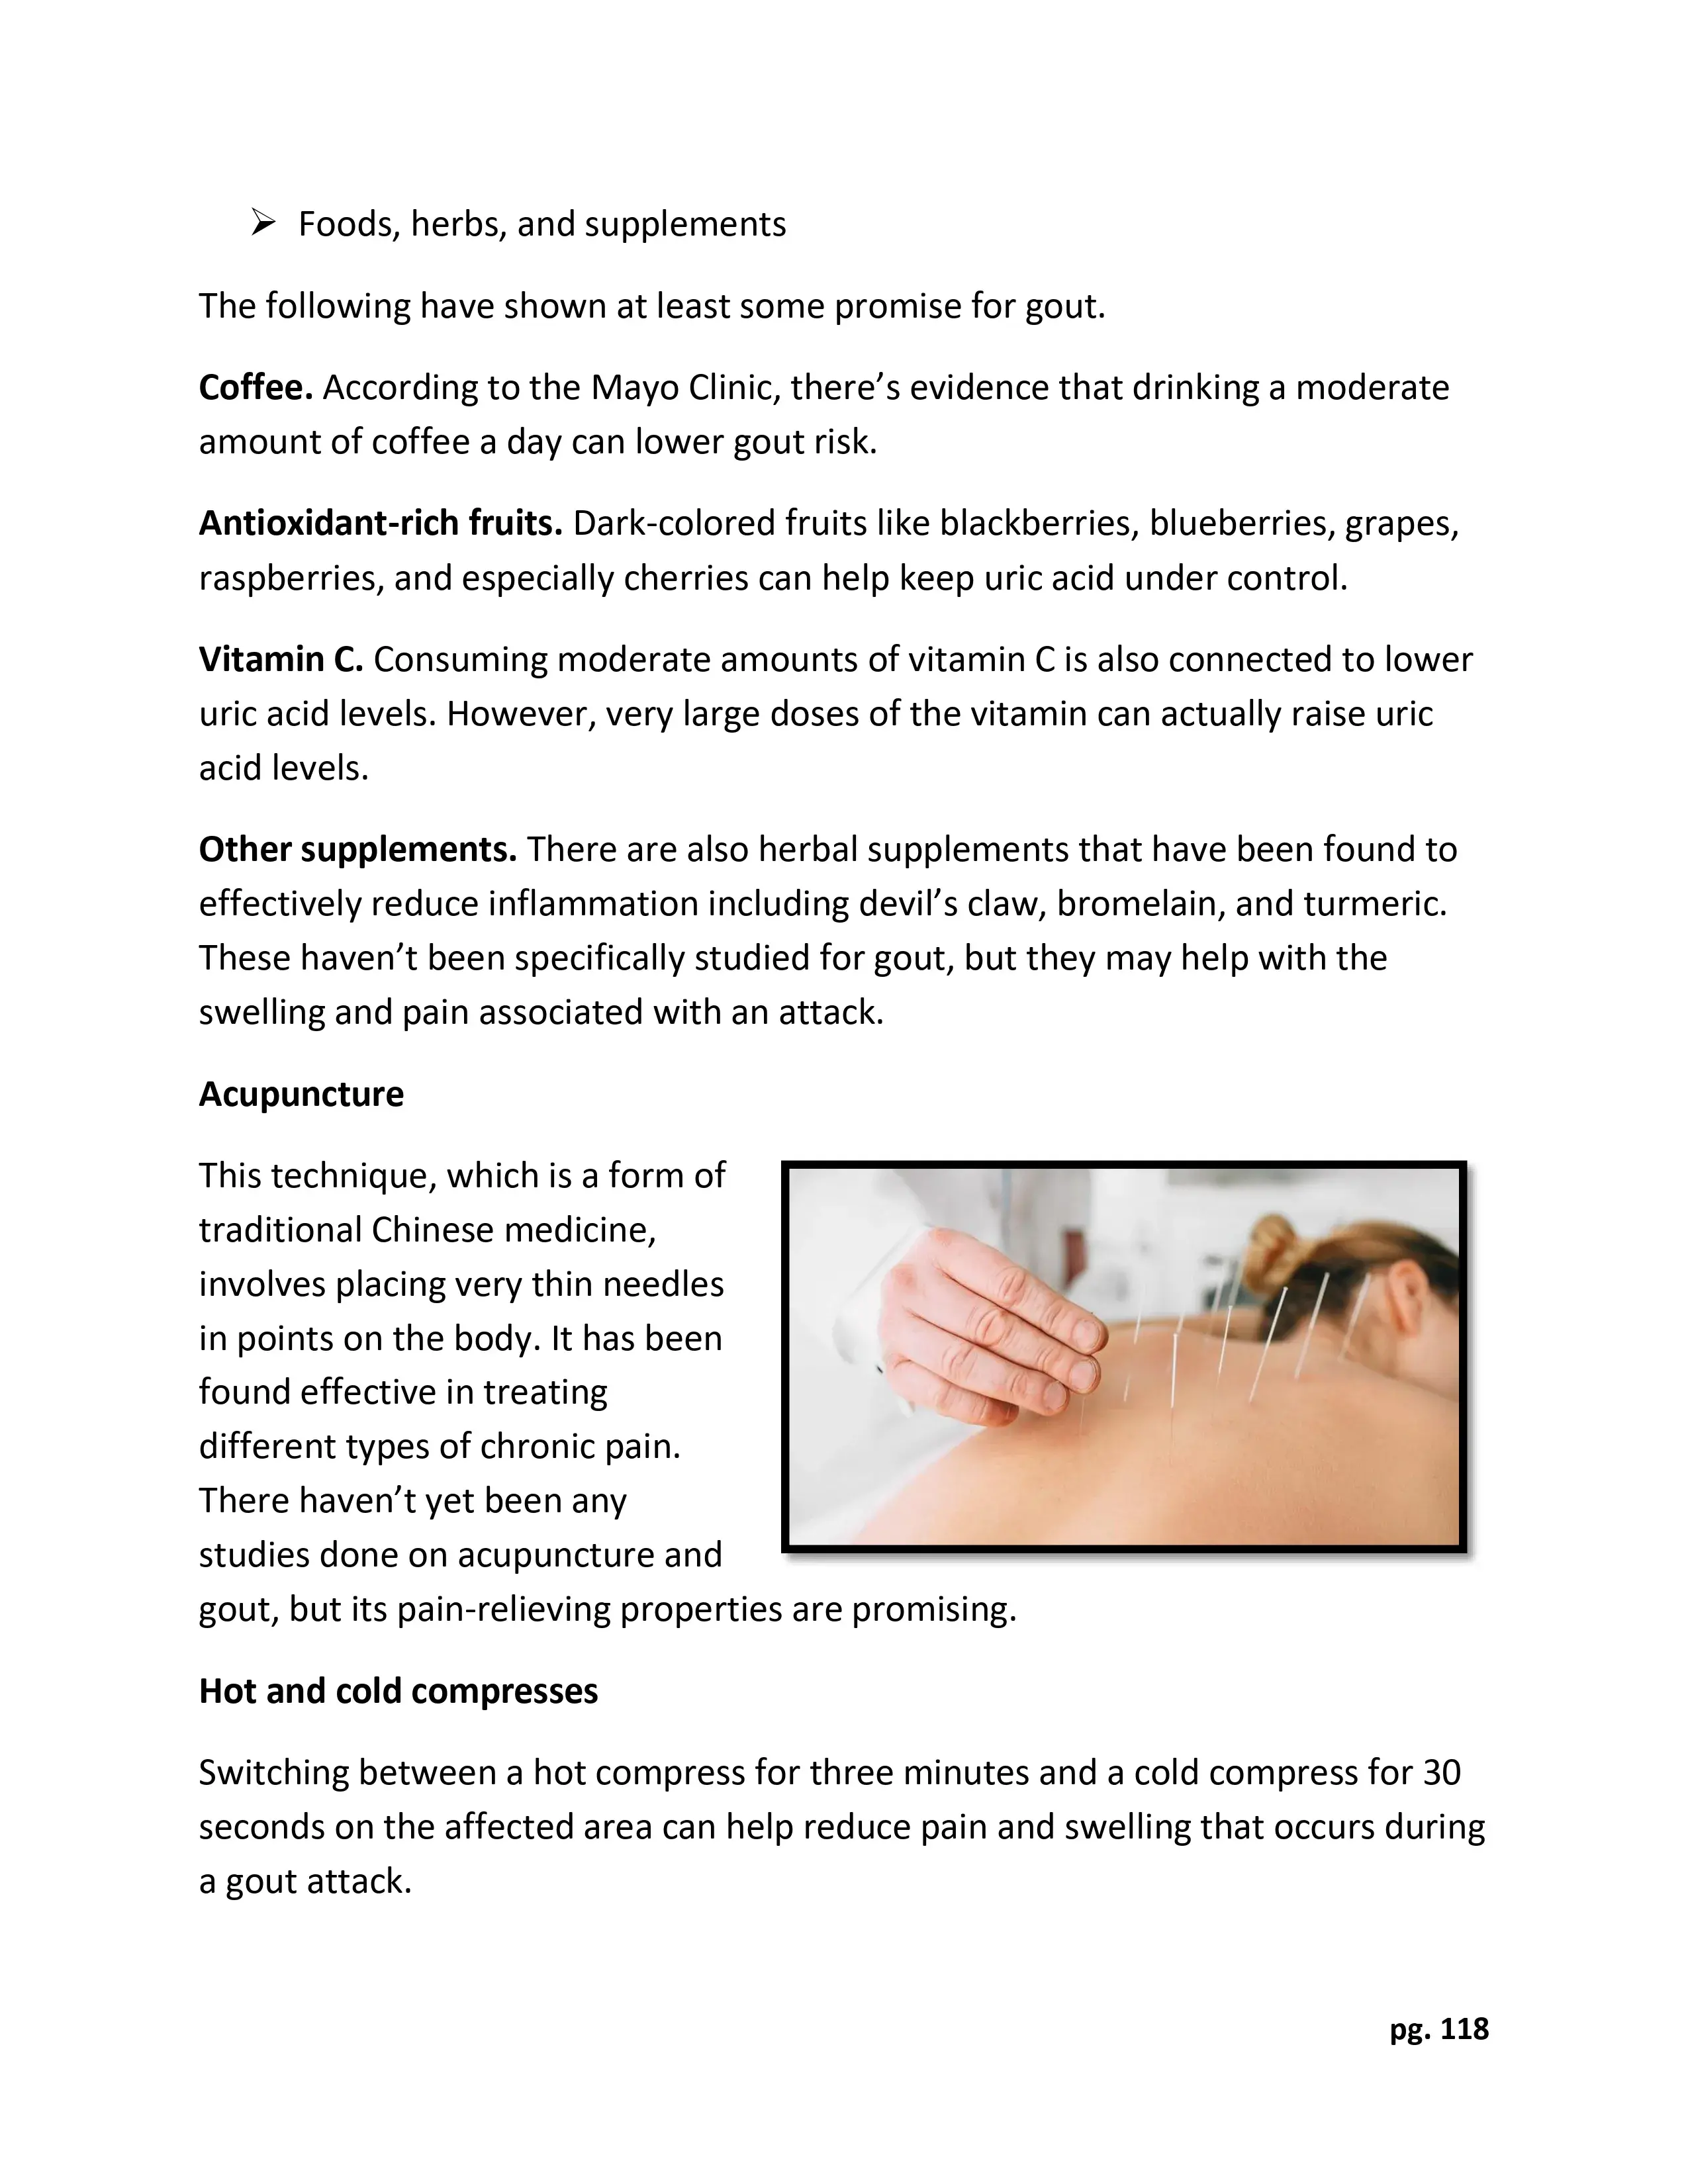 ➢ Foods, herbs, and supplements
The following have shown at least some promise for gout.
Coffee. According to the Mayo Clinic, there’s evidence that drinking a moderate
amount of coffee a day can lower gout risk.
Antioxidant-rich fruits. Dark-colored fruits like blackberries, blueberries, grapes,
raspberries, and especially cherries can help keep uric acid under control.
Vitamin C. Consuming moderate amounts of vitamin C is also connected to lower
uric acid levels. However, very large doses of the vitamin can actually raise uric
acid levels.
Other supplements. There are also herbal supplements that have been found to
effectively reduce inflammation including devil’s claw, bromelain, and turmeric.
These haven’t been specifically studied for gout, but they may help with the
swelling and pain associated with an attack.
Acupuncture
This technique, which is a form of
traditional Chinese medicine,
involves placing very thin needles
in points on the body. It has been
found effective in treating
different types of chronic pain.
There haven’t yet been any
studies done on acupuncture and
gout, but its pain-relieving properties are promising.
Hot and cold compresses
Switching between a hot compress for three minutes and a cold compress for 30
seconds on the affected area can help reduce pain and swelling that occurs during
a gout attack.
pg. 118